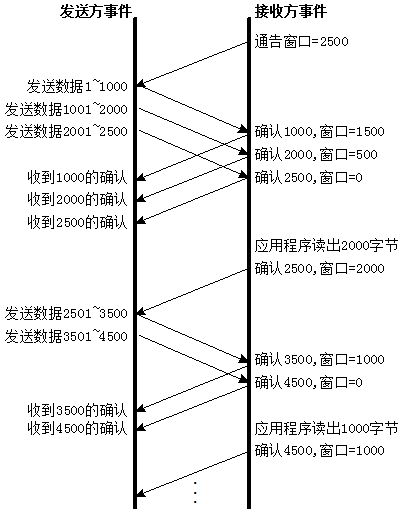 发送方事件
接收方事件
通告窗口=2500
发送数据1~1000
发送数据1001~2000
发送数据2001~2500
确认1000,窗口=1500
确认2000,窗口=500
确认2500,窗口=0
收到1000的确认
收到2000的确认
收到2500的确认
应用程序读出2000字节
确认2500,窗口=2000
发送数据2501~3500
发送数据3501~4500
确认3500,窗口=1000
确认4500,窗口=0
收到3500的确认
收到4500的确认
应用程序读出1000字节
确认4500,窗口=1000